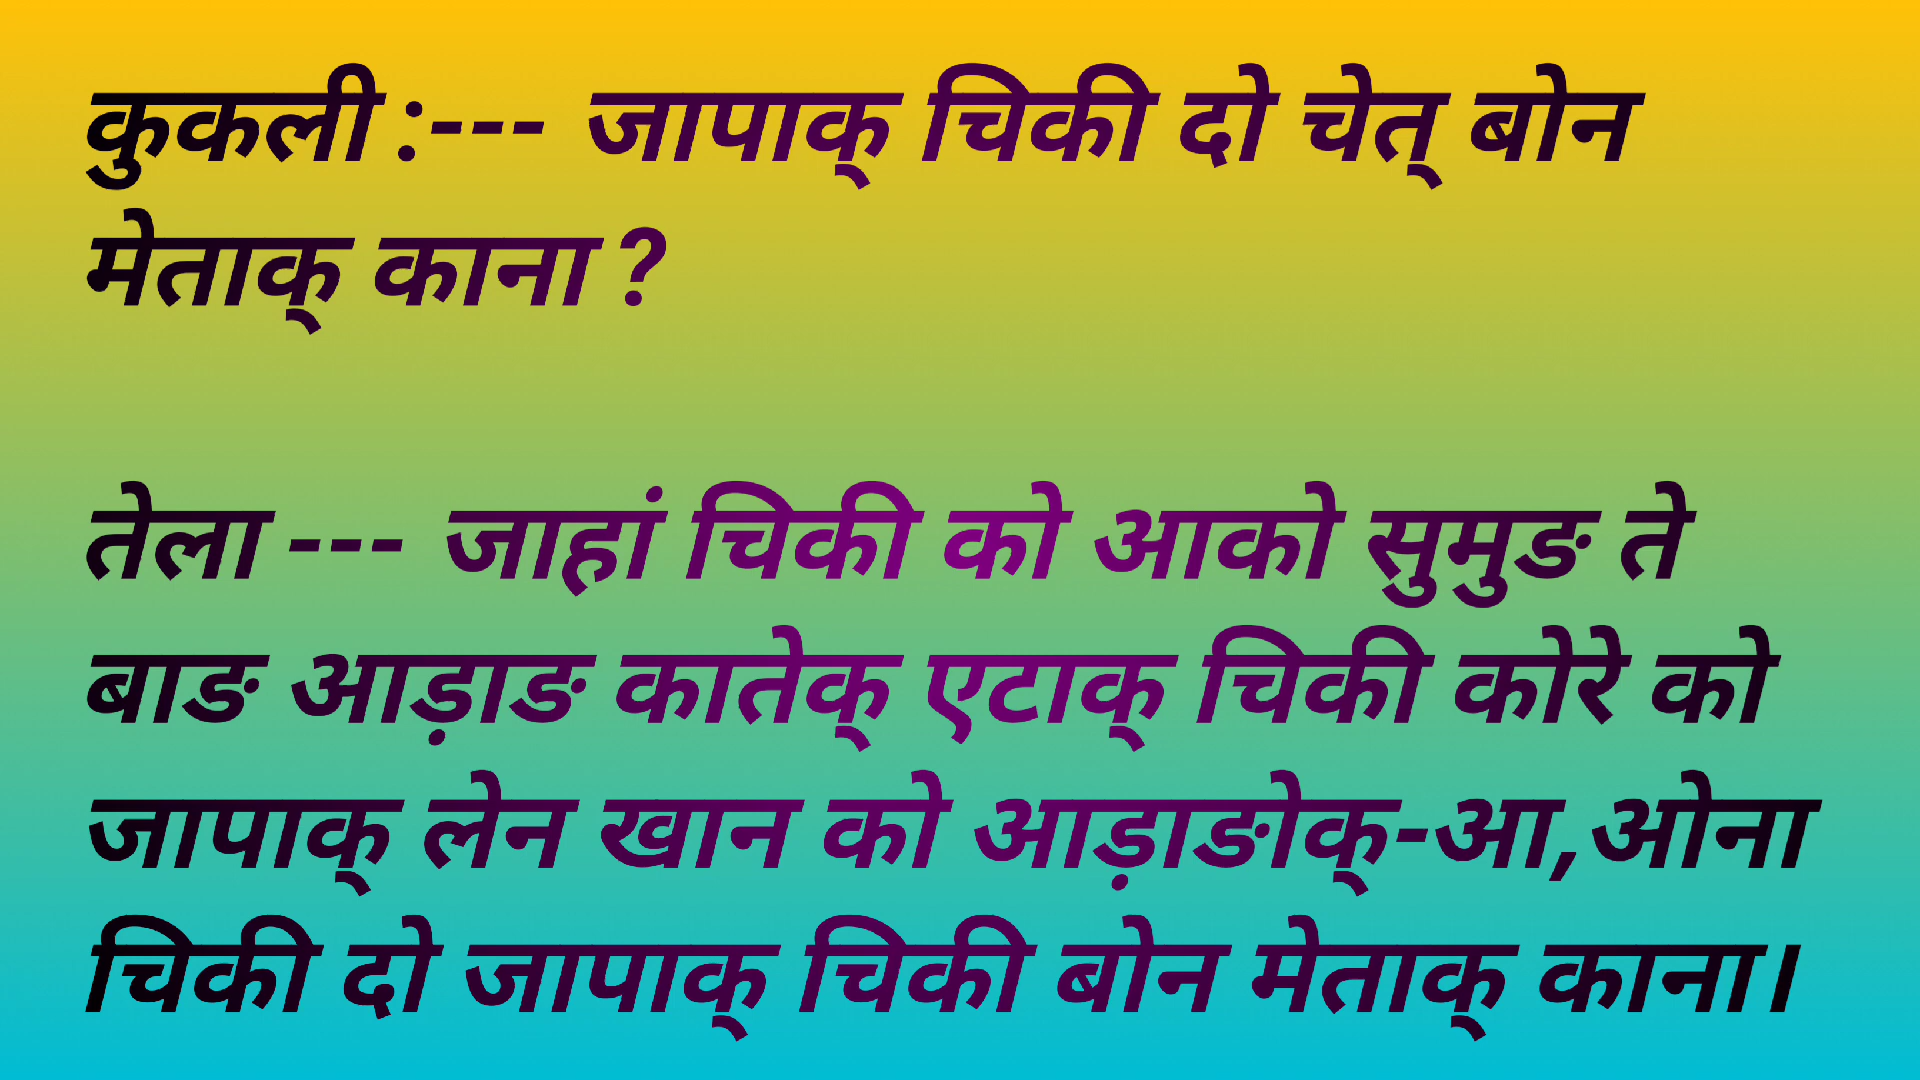 कुकली :--- जापाक् चिकी दो चेत् बोन
मेताक् काना ?
तेला --- जाहां चिकी को आको सुमुङ ते
बाङ आड़ाङ कातेक् एटाक् चिकी कोरे को
जापाक् लेन खान को आड़ाङोक्-आ,ओना
चिकी दो जापाक् चिकी बोन मेताक् काना।